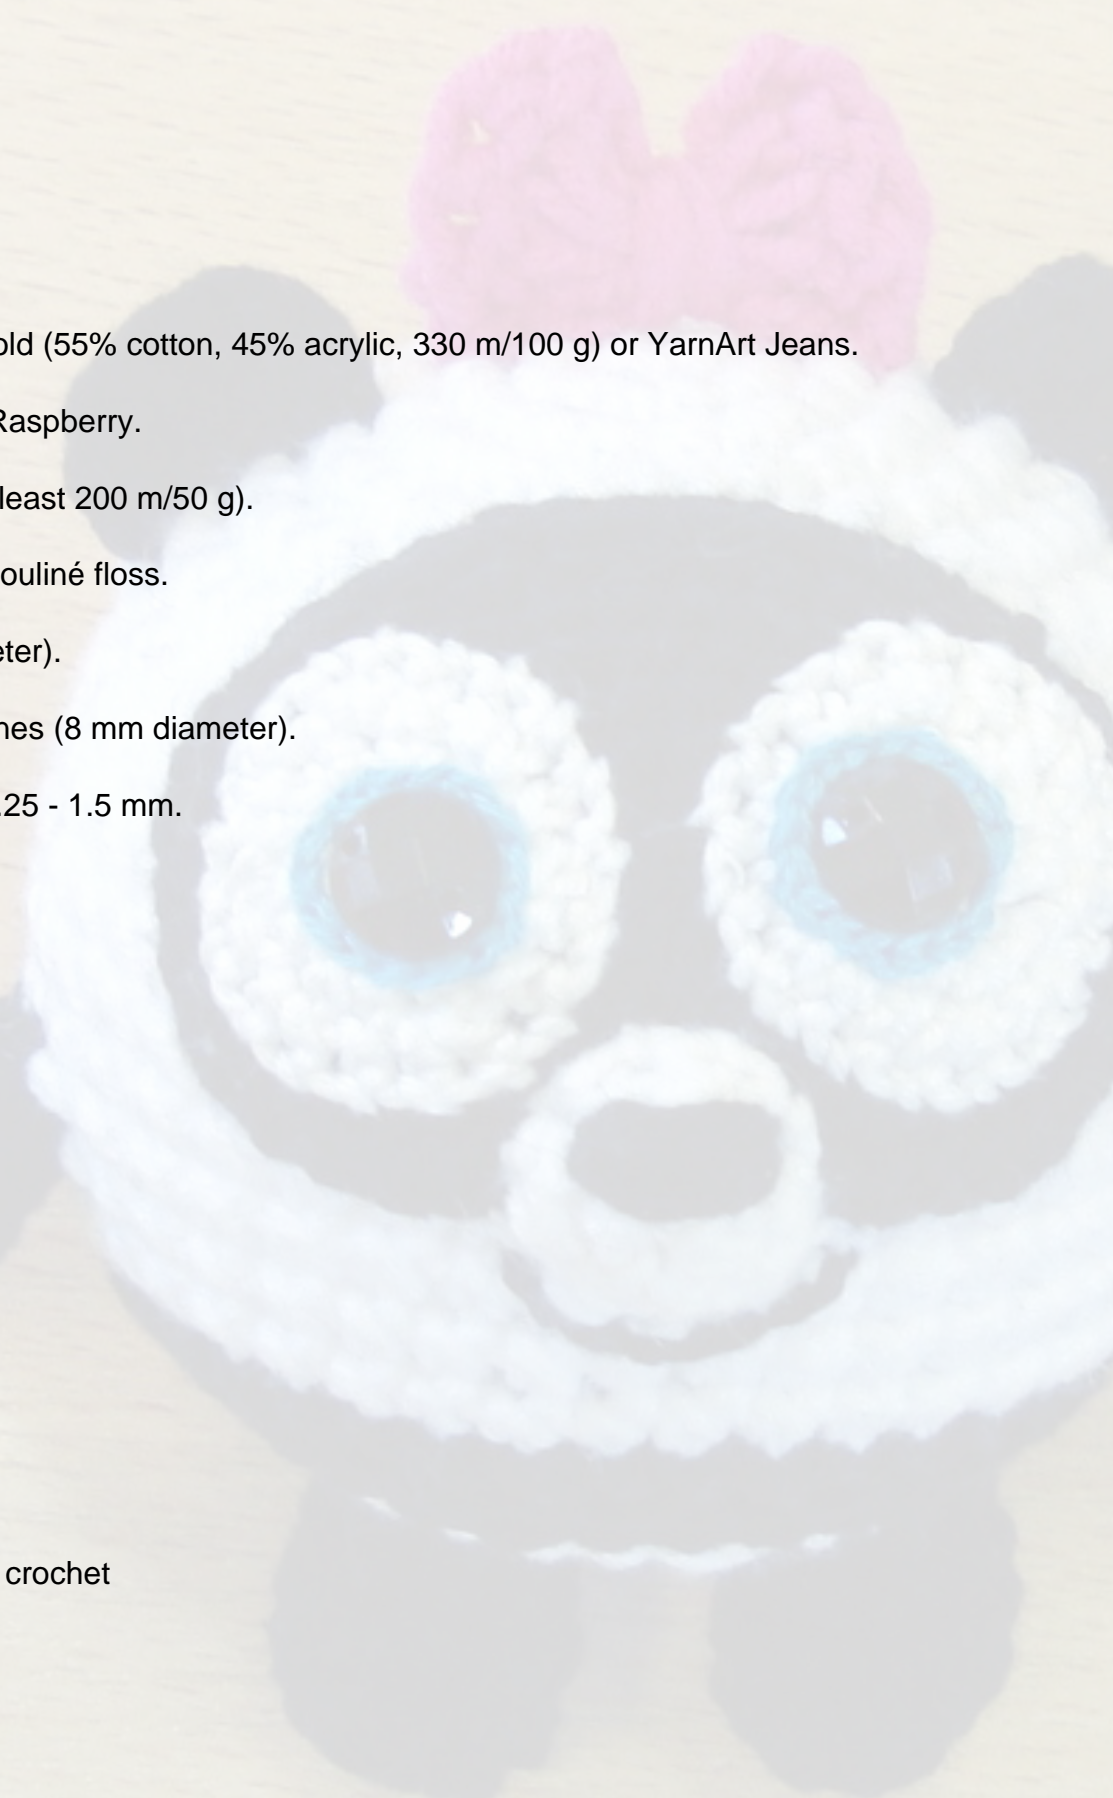 old (55% cotton, 45% acrylic, 330 m/100 g) or YarnArt Jeans.
Raspberry.
least 200 m/50 g).
ouliné floss.
eter).
nes (8 mm diameter).
.25 - 1.5 mm.
crochet